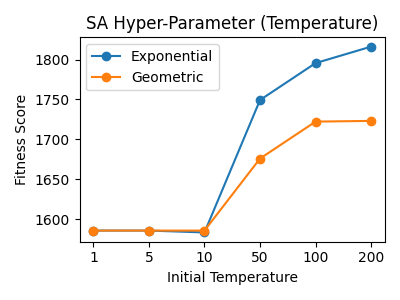 SA Hyper-Parameter (Temperature)
Exponential
Geometric
Fitness Score
1800
1750
1700
1650
1600
1 5 10 50 100 200
Initial Temperature